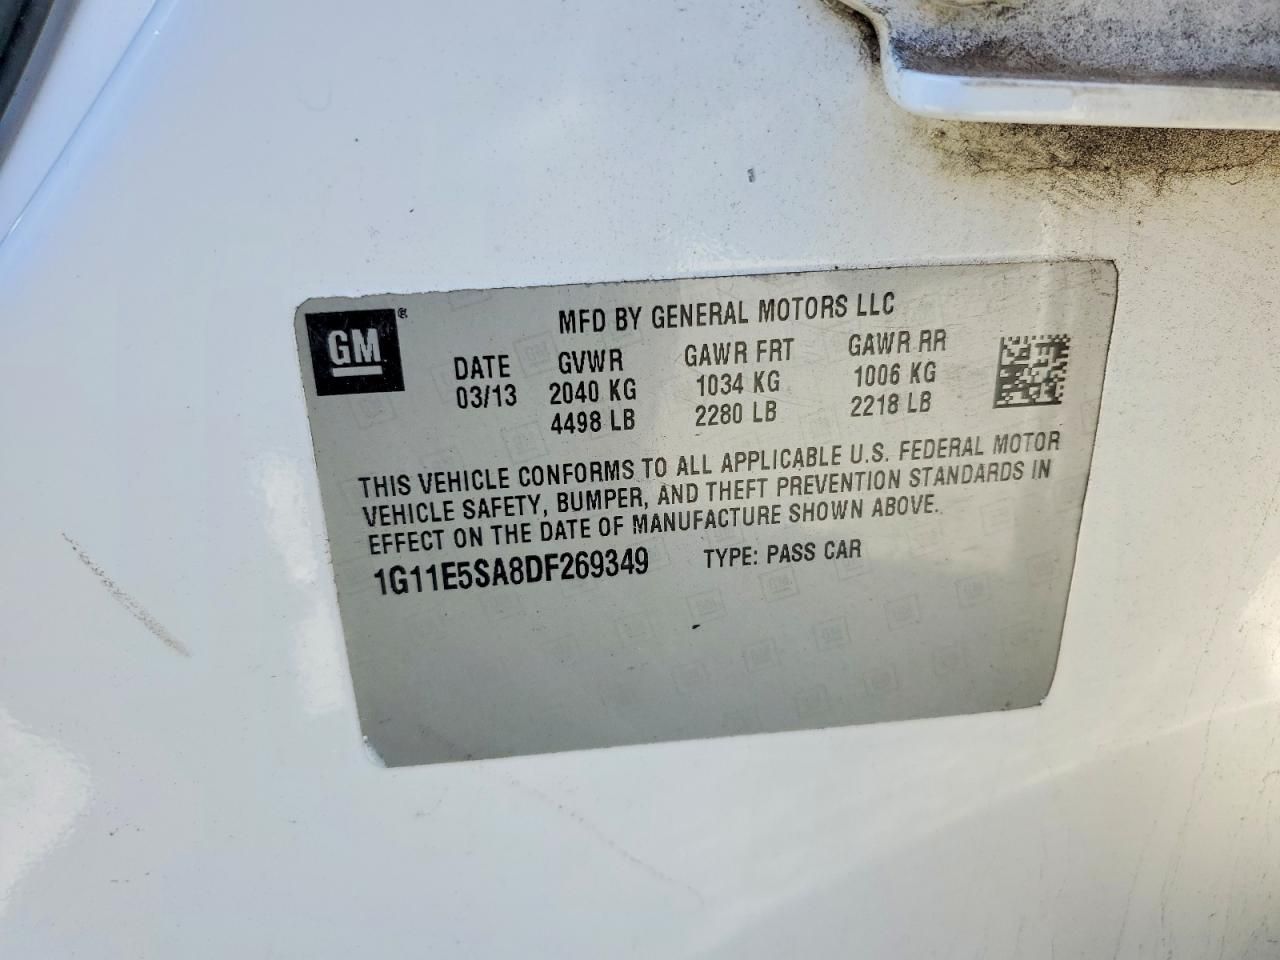 GM®
MFD BY GENERAL MOTORS LLC
DATE GVWR GAWR FRT GAWR RR
03/13 2040 KG 1034 KG 1006 KG
4498 LB 2280 LB 2218 LB
THIS VEHICLE CONFORMS TO ALL APPLICABLE U.S. FEDERAL MOTOR
VEHICLE SAFETY, BUMPER, AND THEFT PREVENTION STANDARDS IN
EFFECT ON THE DATE OF MANUFACTURE SHOWN ABOVE.
1G11E5SA8DF269349 TYPE: PASS CAR